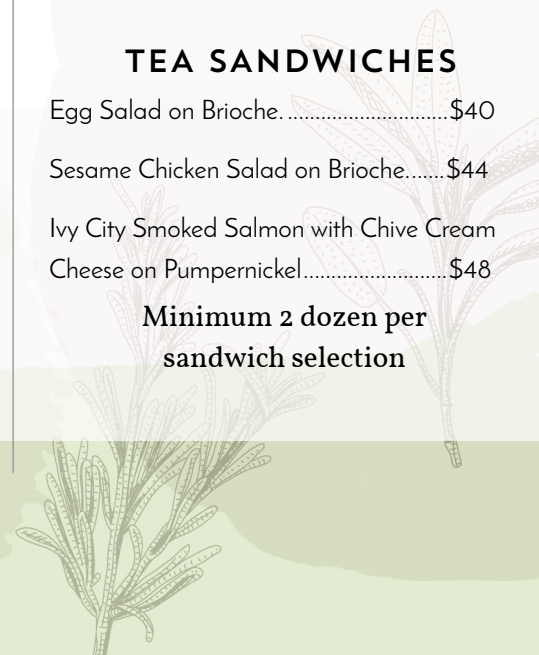 TEA SANDWICHES
Egg Salad on Brioche. ...........................$40
Sesame Chicken Salad on Brioche.......$44
Ivy City Smoked Salmon with Chive Cream
Cheese on Pumpernickel........................$48
Minimum 2 dozen per
sandwich selection